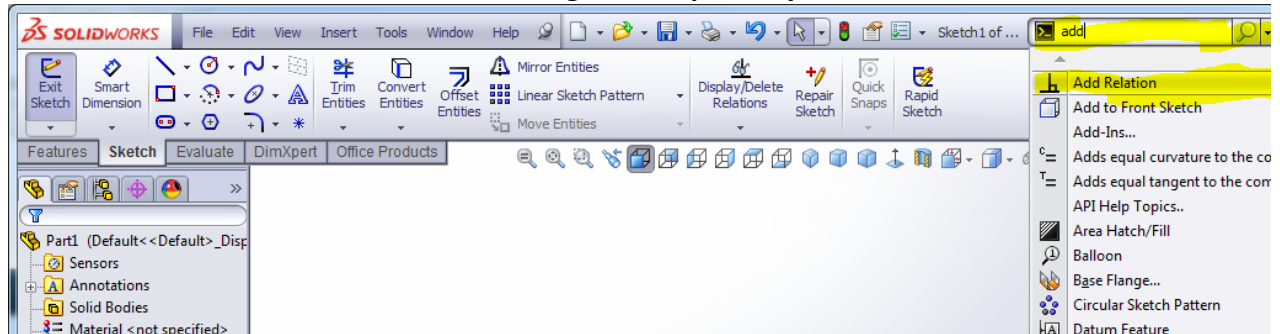 SOLIDWORKS File Edit View Insert Tools Window Help Sketch1 of ... add
Exit Sketch
Smart Dimension
Trim Entities
Convert Entities
Offset Entities
Mirror Entities
Linear Sketch Pattern
Move Entities
Display/Delete Relations
Repair Sketch
Quick Snaps
Rapid Sketch
Features Sketch Evaluate DimXpert Office Products
Part1 (Default<<Default>_Disp
Sensors
Annotations
Solid Bodies
Material <not specified>
Add Relation
Add to Front Sketch
Add-Ins...
Adds equal curvature to the co
Adds equal tangent to the com
API Help Topics..
Area Hatch/Fill
Balloon
Base Flange...
Circular Sketch Pattern
Datum Feature